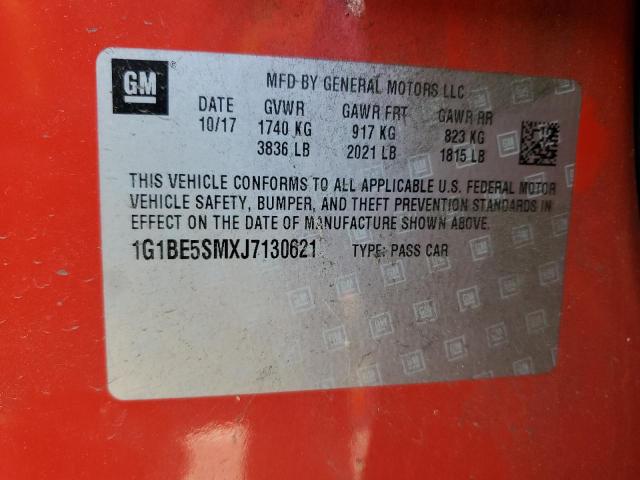 GM
MFD BY GENERAL MOTORS LLC
DATE GVWR GAWR FRT GAWR RR
10/17 1740 KG 917 KG 823 KG
3836 LB 2021 LB 1815 LB
THIS VEHICLE CONFORMS TO ALL APPLICABLE U.S. FEDERAL MOTOR
VEHICLE SAFETY, BUMPER, AND THEFT PREVENTION STANDARDS IN
EFFECT ON THE DATE OF MANUFACTURE SHOWN ABOVE.
1G1BE5SMXJ7130621 TYPE: PASS CAR